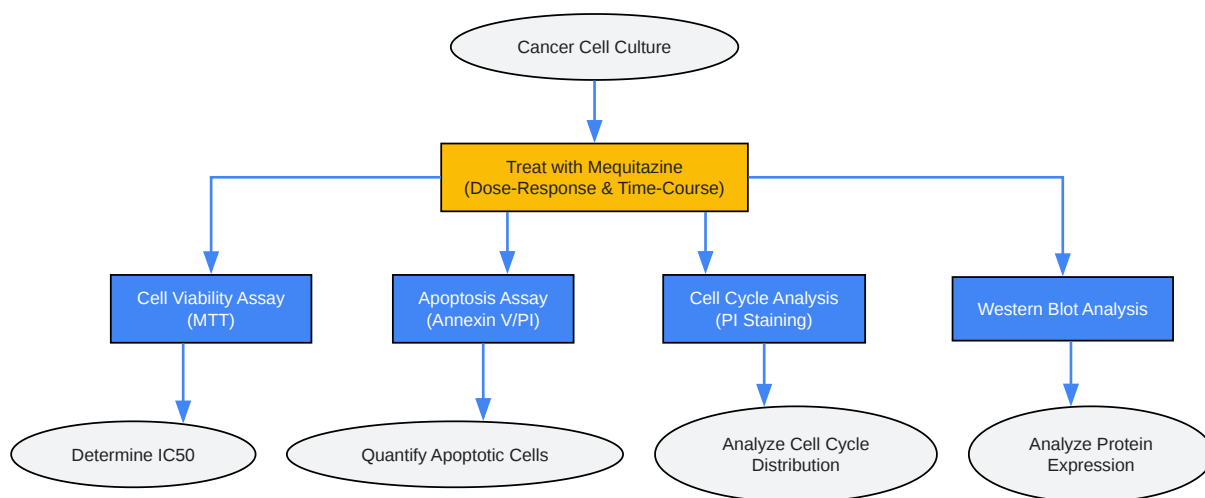 Cancer Cell Culture
Treat with Mequitazine
(Dose-Response & Time-Course)
Cell Viability Assay
(MTT)
Apoptosis Assay
(Annexin V/PI)
Cell Cycle Analysis
(PI Staining)
Western Blot Analysis
Determine IC50
Quantify Apoptotic Cells
Analyze Cell Cycle
Distribution
Analyze Protein
Expression